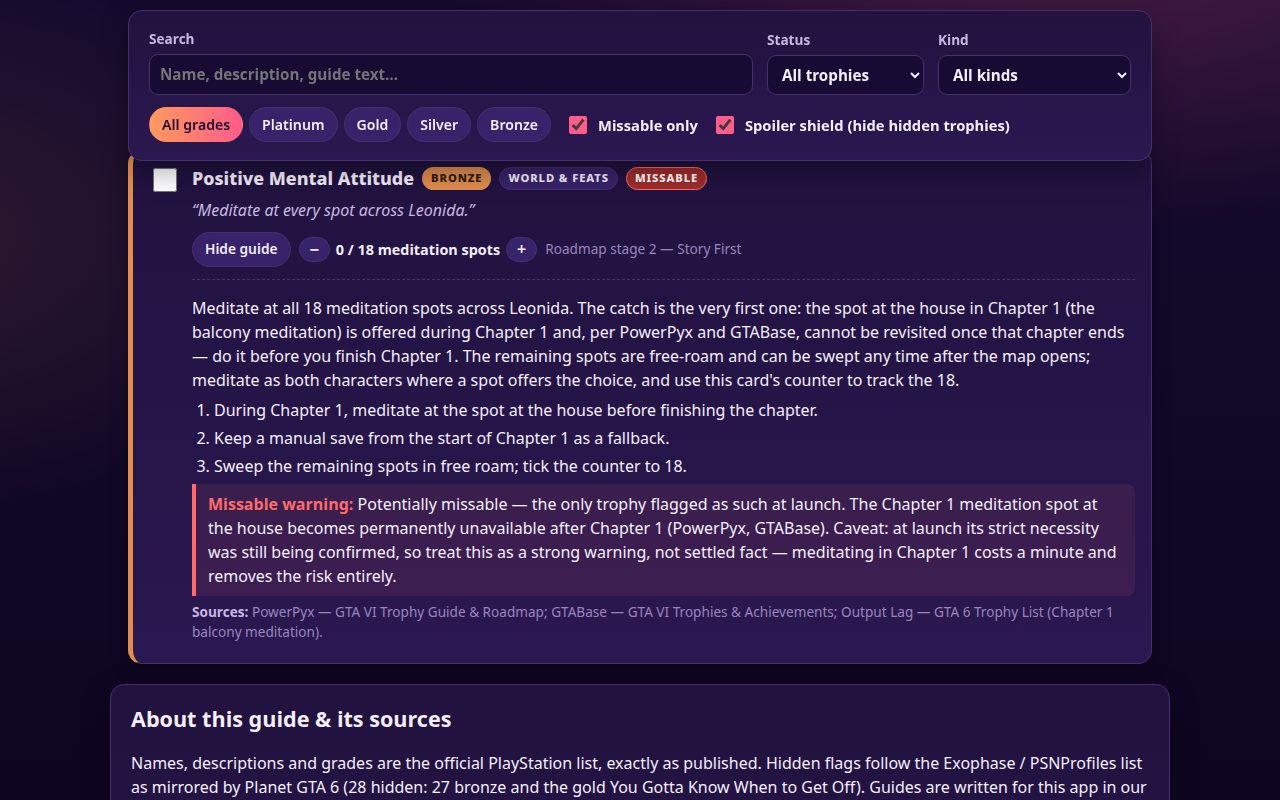 Search
Status
Kind
Name, description, guide text...
All trophies
All kinds
All grades
Platinum
Gold
Silver
Bronze
Missable only
Spoiler shield (hide hidden trophies)
Positive Mental Attitude BRONZE WORLD & FEATS MISSABLE
“Meditate at every spot across Leonida.”
Hide guide − 0 / 18 meditation spots + Roadmap stage 2 — Story First
Meditate at all 18 meditation spots across Leonida. The catch is the very first one: the spot at the house in Chapter 1 (the
balcony meditation) is offered during Chapter 1 and, per PowerPyx and GTABase, cannot be revisited once that chapter ends
— do it before you finish Chapter 1. The remaining spots are free-roam and can be swept any time after the map opens;
meditate as both characters where a spot offers the choice, and use this card's counter to track the 18.
1. During Chapter 1, meditate at the spot at the house before finishing the chapter.
2. Keep a manual save from the start of Chapter 1 as a fallback.
3. Sweep the remaining spots in free roam; tick the counter to 18.
Missable warning: Potentially missable — the only trophy flagged as such at launch. The Chapter 1 meditation spot at
the house becomes permanently unavailable after Chapter 1 (PowerPyx, GTABase). Caveat: at launch its strict necessity
was still being confirmed, so treat this as a strong warning, not settled fact — meditating in Chapter 1 costs a minute and
removes the risk entirely.
Sources: PowerPyx — GTA VI Trophy Guide & Roadmap; GTABase — GTA VI Trophies & Achievements; Output Lag — GTA 6 Trophy List (Chapter 1
balcony meditation).
About this guide & its sources
Names, descriptions and grades are the official PlayStation list, exactly as published. Hidden flags follow the Exophase / PSNProfiles list
as mirrored by Planet GTA 6 (28 hidden: 27 bronze and the gold You Gotta Know When to Get Off). Guides are written for this app in our